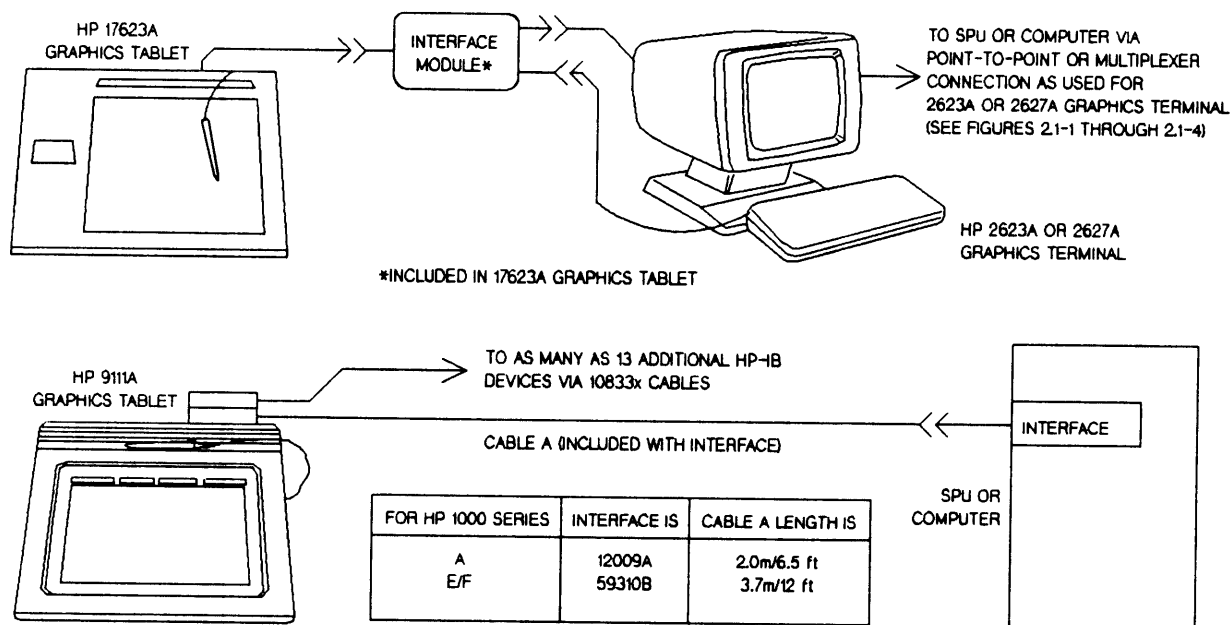 HP 17623A
GRAPHICS TABLET
INTERFACE
MODULE*
TO SPU OR COMPUTER VIA
POINT-TO-POINT OR MULTIPLEXER
CONNECTION AS USED FOR
2623A OR 2627A GRAPHICS TERMINAL
(SEE FIGURES 2.1-1 THROUGH 2.1-4)
HP 2623A OR 2627A
GRAPHICS TERMINAL
*INCLUDED IN 17623A GRAPHICS TABLET
HP 9111A
GRAPHICS TABLET
TO AS MANY AS 13 ADDITIONAL HP-IB
DEVICES VIA 10833x CABLES
CABLE A (INCLUDED WITH INTERFACE)
INTERFACE
SPU OR
COMPUTER
FOR HP 1000 SERIES INTERFACE IS CABLE A LENGTH IS
A 12009A 2.0m/6.5 ft
E/F 59310B 3.7m/12 ft